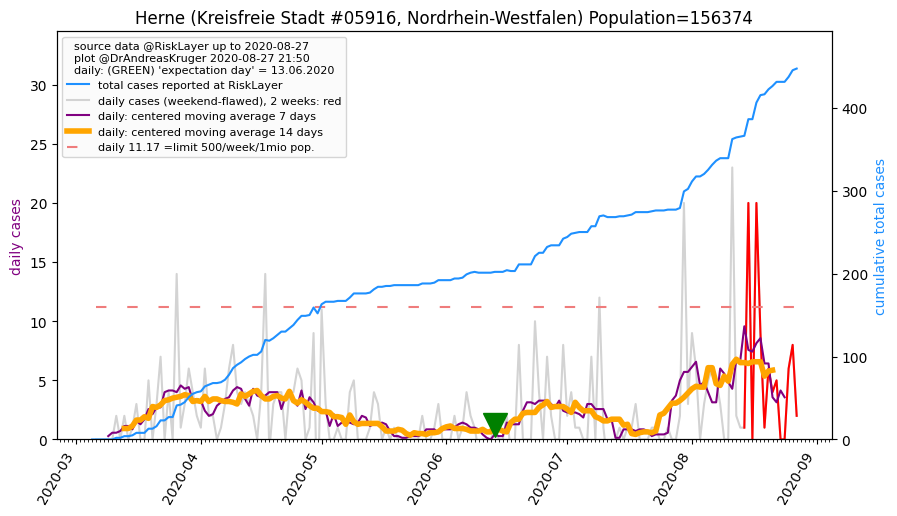 Herne (Kreisfreie Stadt #05916, Nordrhein-Westfalen) Population=156374
source data @RiskLayer up to 2020-08-27
plot @DrAndreasKruger 2020-08-27 21:50
daily: (GREEN) 'expectation day' = 13.06.2020
total cases reported at RiskLayer
daily cases (weekend-flawed), 2 weeks: red
daily: centered moving average 7 days
daily: centered moving average 14 days
daily 11.17 =limit 500/week/1mio pop.
daily cases
30
25
20
15
10
5
0
cumulative total cases
400
300
200
100
0
2020-03
2020-04
2020-05
2020-06
2020-07
2020-08
2020-09